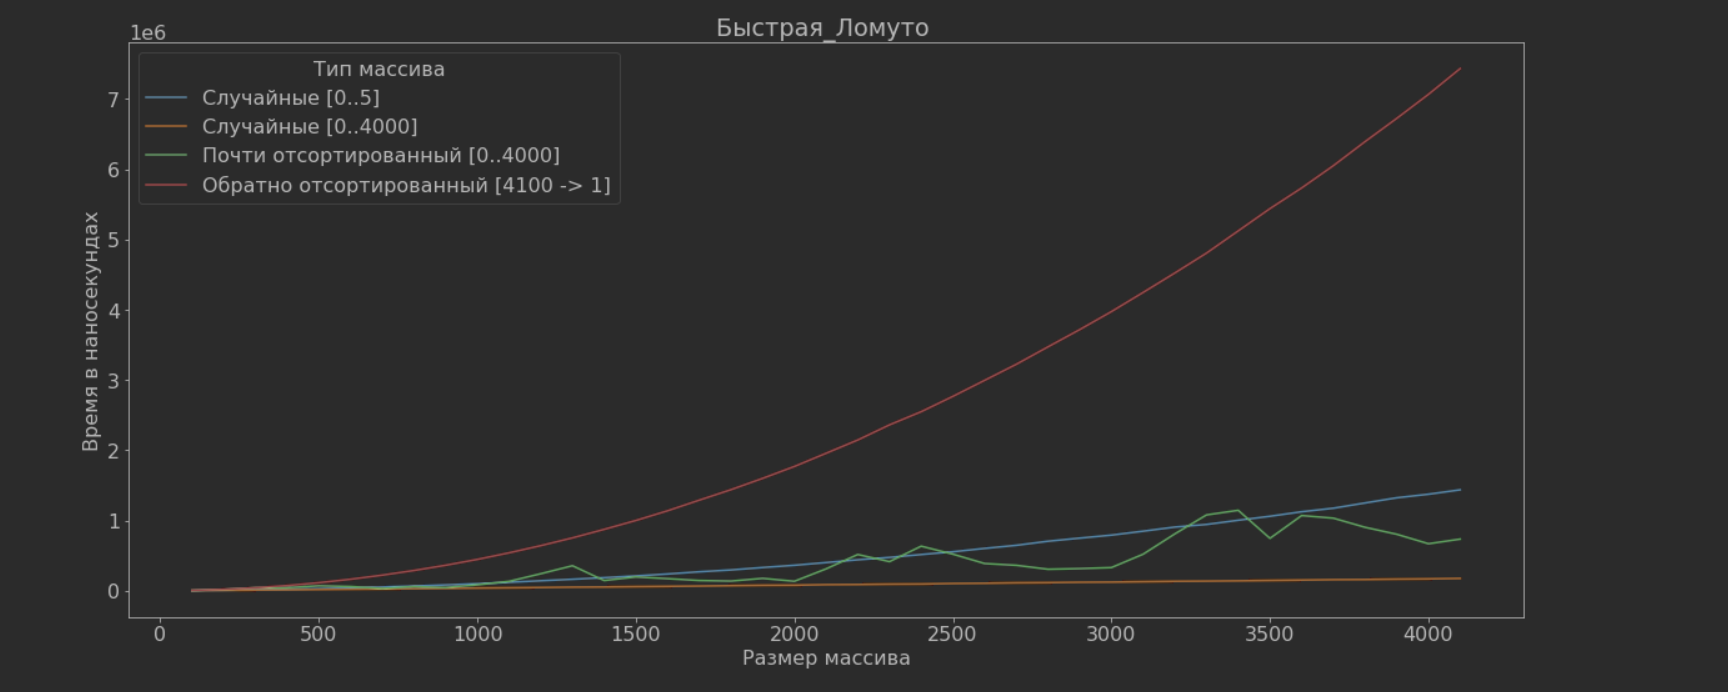 Быстрая_Ломуто
1e6
Тип массива
Случайные [0..5]
Случайные [0..4000]
Почти отсортированный [0..4000]
Обратно отсортированный [4100 -> 1]
Время в наносекундах
7
6
5
4
3
2
1
0
0 500 1000 1500 2000 2500 3000 3500 4000
Размер массива